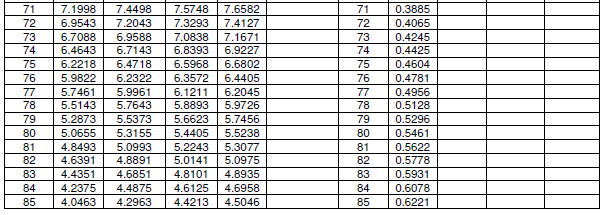 71 7.1998 7.4498 7.5748 7.6582 71 0.3885
72 6.9543 7.2043 7.3293 7.4127 72 0.4065
73 6.7088 6.9588 7.0838 7.1671 73 0.4245
74 6.4643 6.7143 6.8393 6.9227 74 0.4425
75 6.2218 6.4718 6.5968 6.6802 75 0.4604
76 5.9822 6.2322 6.3572 6.4405 76 0.4781
77 5.7461 5.9961 6.1211 6.2045 77 0.4956
78 5.5143 5.7643 5.8893 5.9726 78 0.5128
79 5.2873 5.5373 5.6623 5.7456 79 0.5296
80 5.0655 5.3155 5.4405 5.5238 80 0.5461
81 4.8493 5.0993 5.2243 5.3077 81 0.5622
82 4.6391 4.8891 5.0141 5.0975 82 0.5778
83 4.4351 4.6851 4.8101 4.8935 83 0.5931
84 4.2375 4.4875 4.6125 4.6958 84 0.6078
85 4.0463 4.2963 4.4213 4.5046 85 0.6221